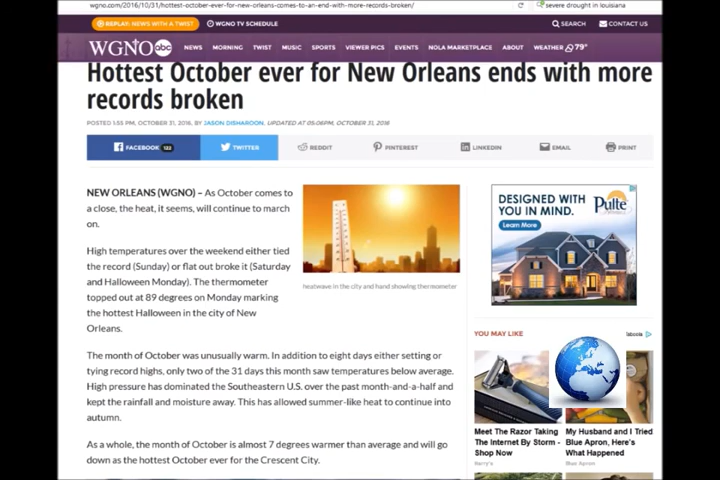 wgno.com/2016/10/31/hottest-october-ever-for-new-orleans-comes-to-an-end-with-more-records-broken/
severe drought in louisiana
REPLAY: NEWS WITH A TWIST
WGNO TV SCHEDULE
SEARCH
CONTACT US
WGNO abc
NEWS MORNING TWIST MUSIC SPORTS VIEWER PICS EVENTS NOLA MARKETPLACE ABOUT WEATHER 79°
Hottest October ever for New Orleans ends with more
records broken
POSTED 1:55 PM, OCTOBER 31, 2016, BY JASON DISHAROON, UPDATED AT 05:06PM, OCTOBER 31, 2016
FACEBOOK TWITTER REDDIT PINTEREST LINKEDIN EMAIL PRINT
NEW ORLEANS (WGNO) – As October comes to
a close, the heat, it seems, will continue to march
on.
High temperatures over the weekend either tied
the record (Sunday) or flat out broke it (Saturday
and Halloween Monday). The thermometer
topped out at 89 degrees on Monday marking
the hottest Halloween in the city of New
Orleans.
heatwave in the city and hand showing thermometer
The month of October was unusually warm. In addition to eight days either setting or
tying record highs, only two of the 31 days this month saw temperatures below average.
High pressure has dominated the Southeastern U.S. over the past month-and-a-half and
kept the rainfall and moisture away. This has allowed summer-like heat to continue into
autumn.
As a whole, the month of October is almost 7 degrees warmer than average and will go
down as the hottest October ever for the Crescent City.
DESIGNED WITH
YOU IN MIND.
Learn More
Pulte
YOU MAY LIKE
Meet The Razor Taking
The Internet By Storm -
Shop Now
Harry's
My Husband and I Tried
Blue Apron, Here's
What Happened
Blue Apron